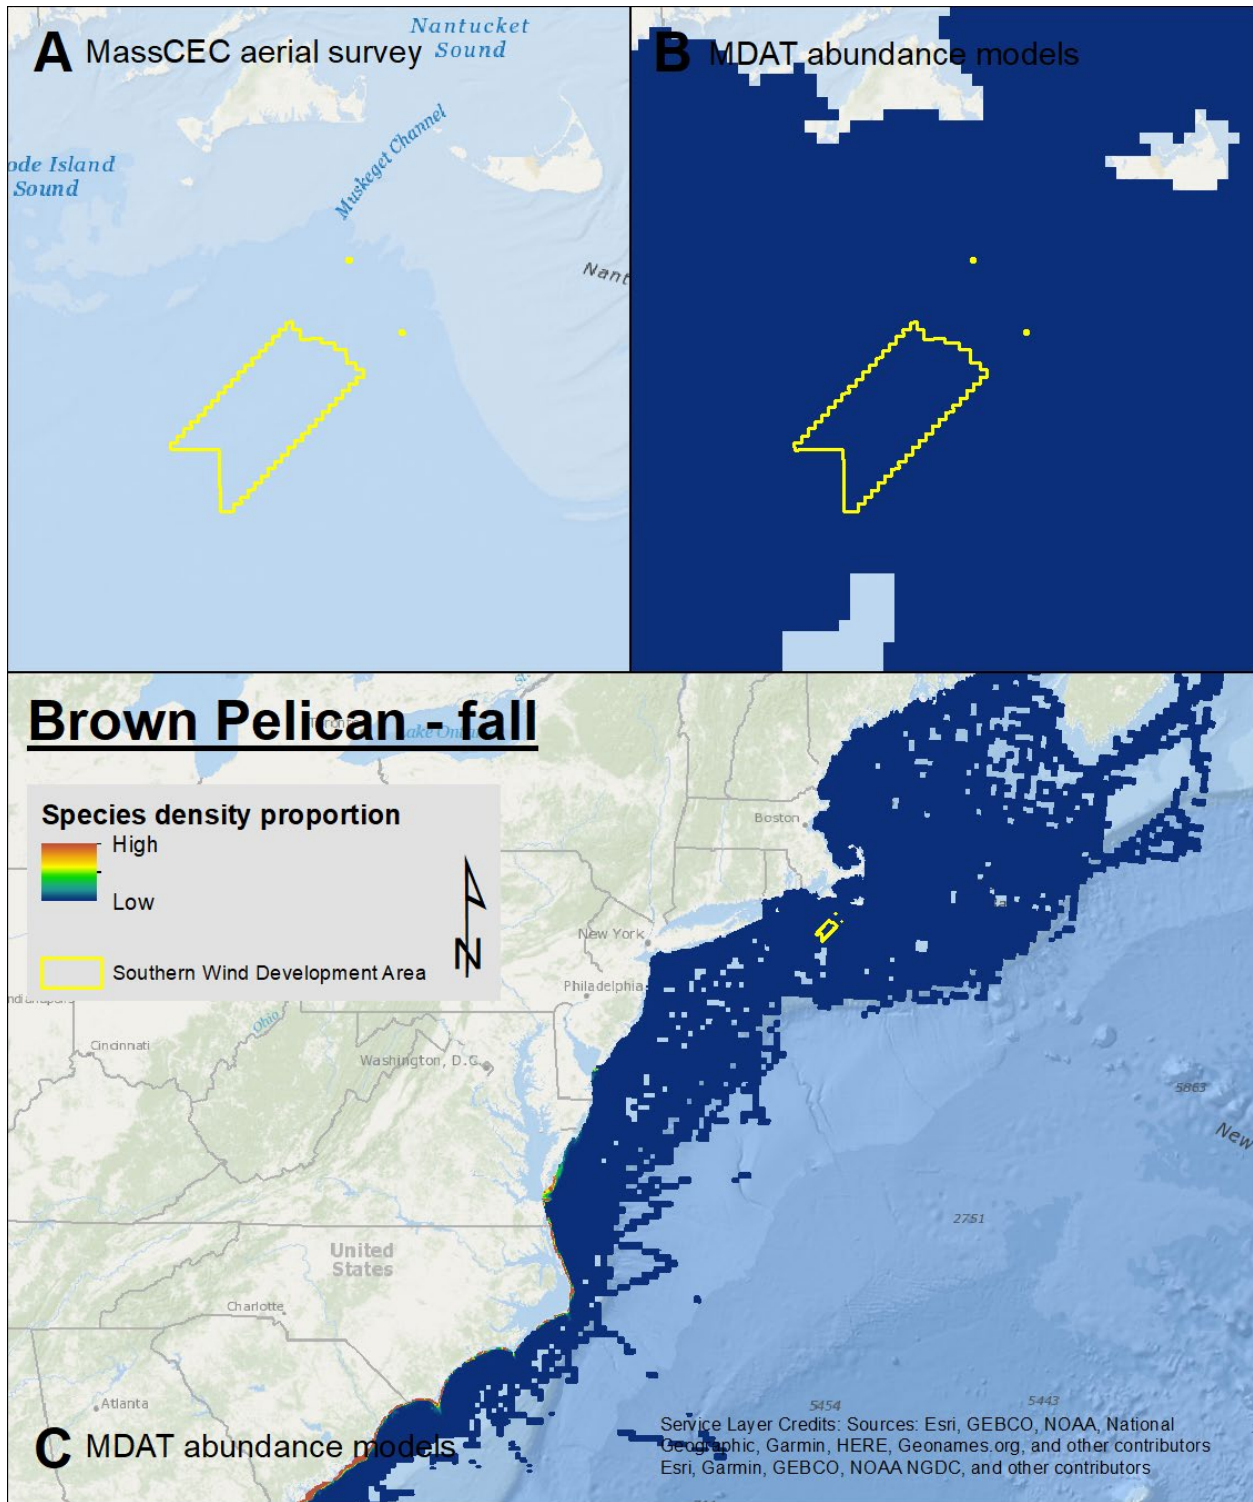 A MassCEC aerial survey
Nantucket
Sound
ode Island
Sound
Muskeget Channel
Nant
B MDAT abundance models
Brown Pelican - fall
Species density proportion
High
Low
Southern Wind Development Area
N
Boston
New York
Philadelphia
Ohio
Cincinnati
Washington, D.C.
5863
New
2751
United
States
Charlotte
Atlanta
5454
5443
C MDAT abundance models
Service Layer Credits: Sources: Esri, GEBCO, NOAA, National
Geographic, Garmin, HERE, Geonames.org, and other contributors
Esri, Garmin, GEBCO, NOAA NGDC, and other contributors